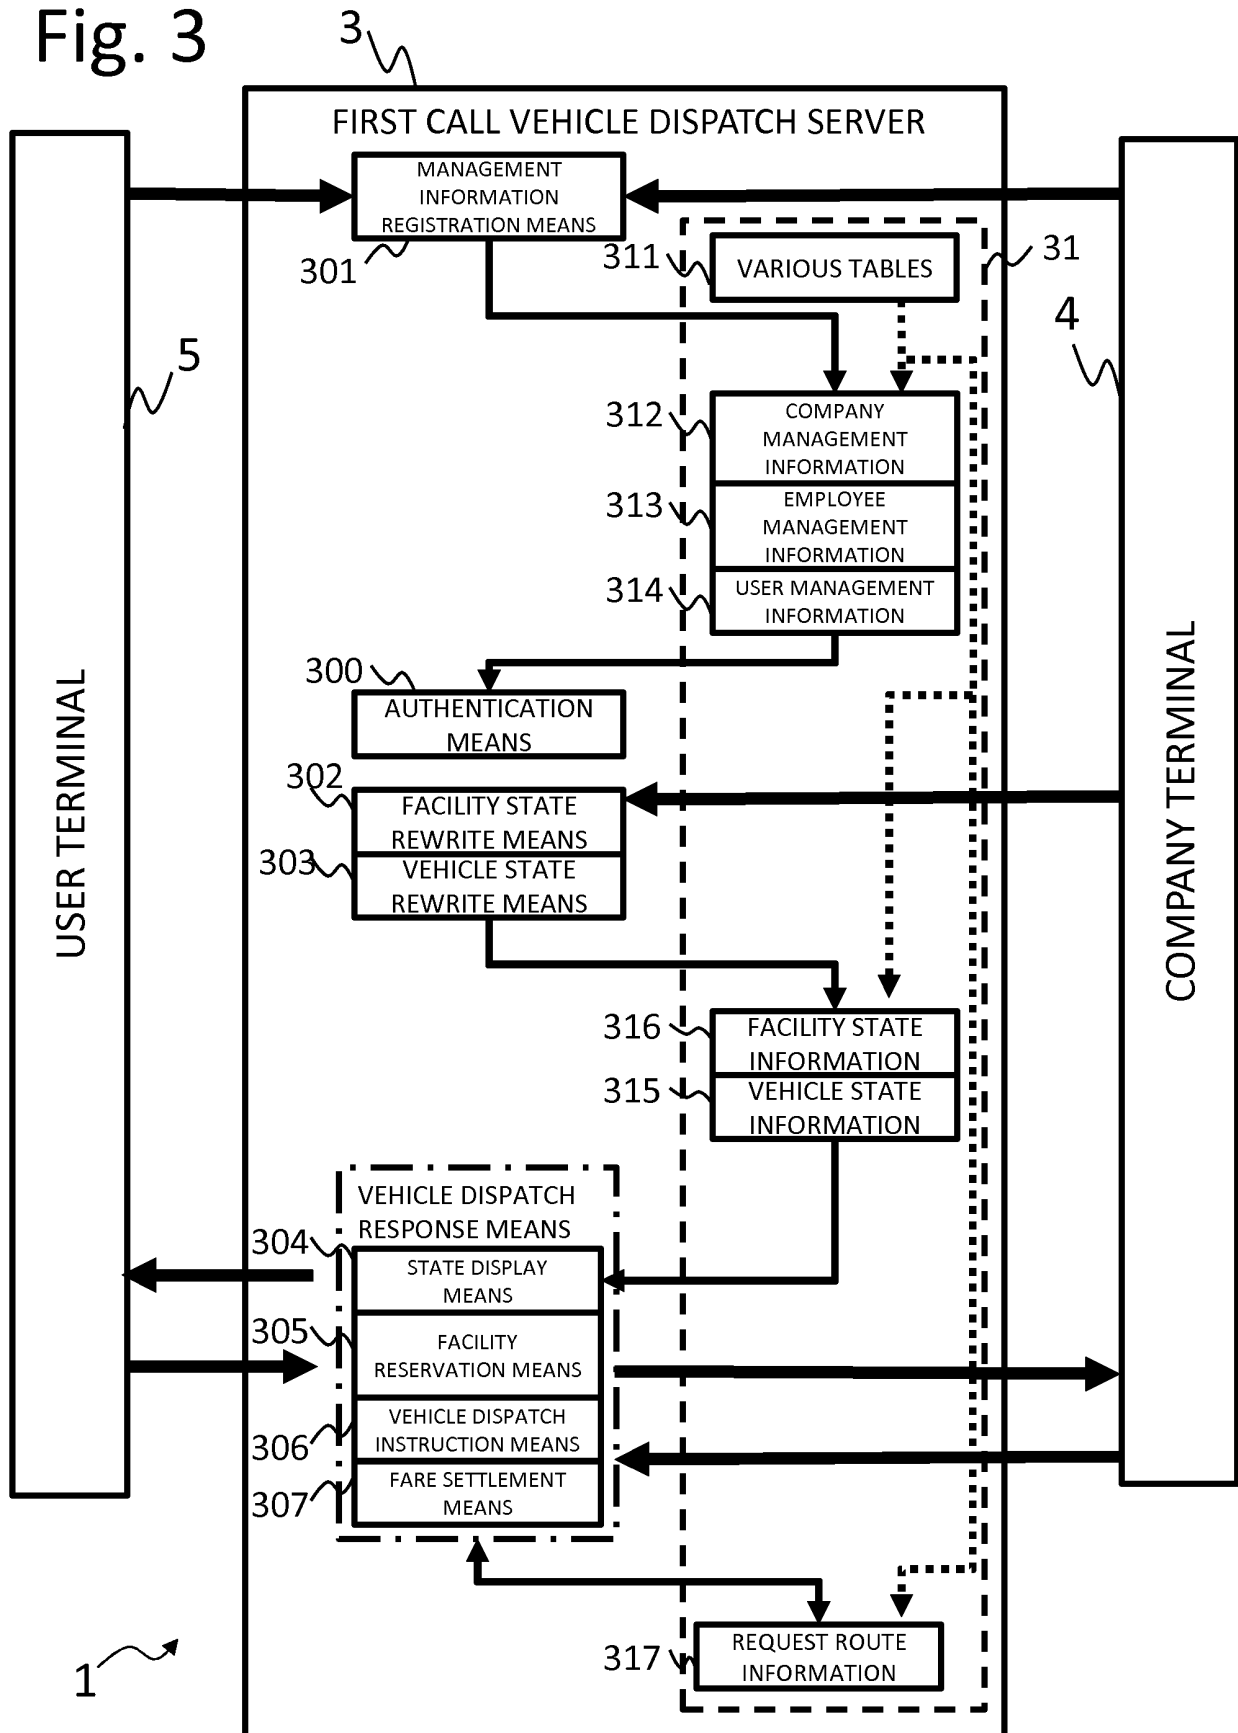 Fig. 3
3
FIRST CALL VEHICLE DISPATCH SERVER
MANAGEMENT
INFORMATION
REGISTRATION MEANS
301
311
VARIOUS TABLES
31
4
5
312
COMPANY
MANAGEMENT
INFORMATION
313
EMPLOYEE
MANAGEMENT
INFORMATION
314
USER MANAGEMENT
INFORMATION
300
AUTHENTICATION
MEANS
USER TERMINAL
COMPANY TERMINAL
302
FACILITY STATE
REWRITE MEANS
303
VEHICLE STATE
REWRITE MEANS
316
FACILITY STATE
INFORMATION
315
VEHICLE STATE
INFORMATION
VEHICLE DISPATCH
RESPONSE MEANS
304
STATE DISPLAY
MEANS
305
FACILITY
RESERVATION MEANS
306
VEHICLE DISPATCH
INSTRUCTION MEANS
307
FARE SETTLEMENT
MEANS
317
REQUEST ROUTE
INFORMATION
1